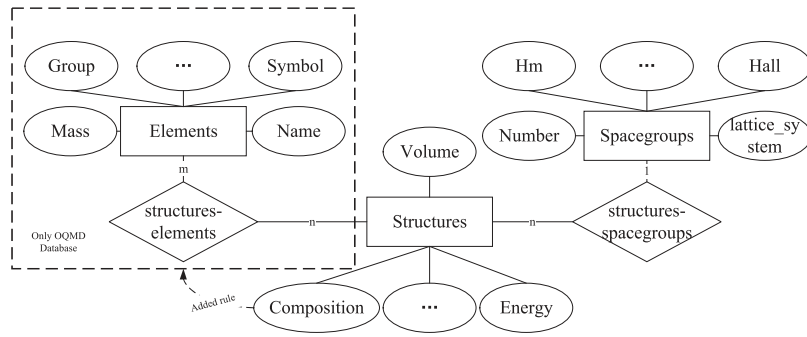 Group
...
Symbol
Hm
...
Hall
Mass
Elements
Name
Number
Spacegroups
lattice_sy
stem
Volume
m
1
structures-
elements
n
Structures
n
structures-
spacegroups
Only OQMD
Database
Added rule
Composition
...
Energy